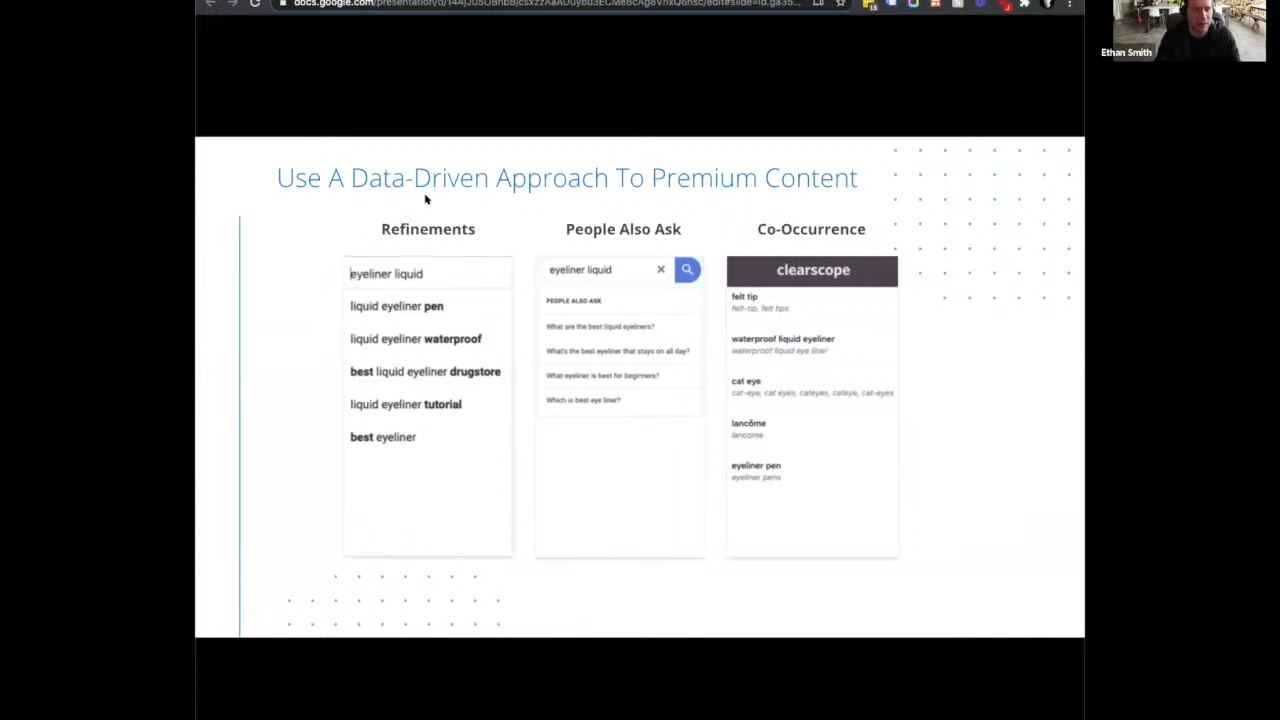 Ethan Smith
Use A Data-Driven Approach To Premium Content
Refinements
eyeliner liquid
liquid eyeliner pen
liquid eyeliner waterproof
best liquid eyeliner drugstore
liquid eyeliner tutorial
best eyeliner
People Also Ask
eyeliner liquid
PEOPLE ALSO ASK
What are the best liquid eyeliners?
What's the best eyeliner that stays on all day?
What eyeliner is best for beginners?
Which is best eye liner?
Co-Occurrence
clearscope
felt tip
felt-tip, felt tips
waterproof liquid eyeliner
waterproof liquid eye liner
cat eye
cat-eye, cat eyes, cateyes, cateye, cat-eyes
lancôme
lancome
eyeliner pen
eyeliner pens